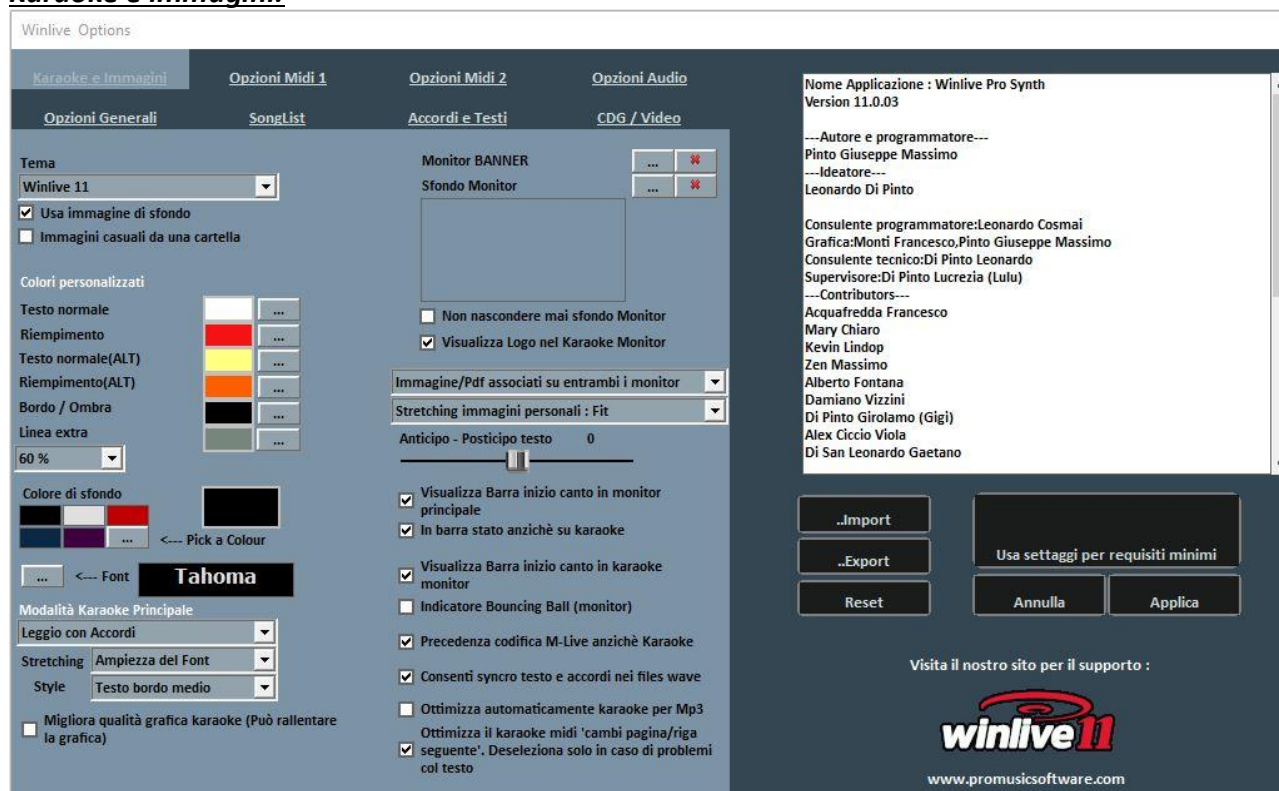 Karaoke e Immagini..
Winlive Options
Karaoke e Immagini
Opzioni Midi 1
Opzioni Midi 2
Opzioni Audio
Opzioni Generali
SongList
Accordi e Testi
CDG / Video
Tema
Winlive 11
Usa immagine di sfondo
Immagini casuali da una cartella
Colori personalizzati
Testo normale
...
Riempimento
...
Testo normale(ALT)
...
Riempimento(ALT)
...
Bordo / Ombra
...
Linea extra
...
60 %
Colore di sfondo
...
<--- Pick a Colour
...
<--- Font
Tahoma
Modalità Karaoke Principale
Leggio con Accordi
Stretching
Ampiezza del Font
Style
Testo bordo medio
Migliora qualità grafica karaoke (Può rallentare
la grafica)
Monitor BANNER
...
Sfondo Monitor
...
Non nascondere mai sfondo Monitor
Visualizza Logo nel Karaoke Monitor
Immagine/Pdf associati su entrambi i monitor
Stretching immagini personali : Fit
Anticipo - Posticipo testo 0
Visualizza Barra inizio canto in monitor
principale
In barra stato anzichè su karaoke
Visualizza Barra inizio canto in karaoke
monitor
Indicatore Bouncing Ball (monitor)
Precedenza codifica M-Live anzichè Karaoke
Consenti syncro testo e accordi nei files wave
Ottimizza automaticamente karaoke per Mp3
Ottimizza il karaoke midi 'cambi pagina/riga
seguente'. Deseleziona solo in caso di problemi
col testo
Nome Applicazione : Winlive Pro Synth
Version 11.0.03
---Autore e programmatore---
Pinto Giuseppe Massimo
---Ideatore---
Leonardo Di Pinto
Consulente programmatore:Leonardo Cosmai
Grafica:Monti Francesco,Pinto Giuseppe Massimo
Consulente tecnico:Di Pinto Leonardo
Supervisore:Di Pinto Lucrezia (Lulu)
---Contributors---
Acquafredda Francesco
Mary Chiaro
Kevin Lindop
Zen Massimo
Alberto Fontana
Damiano Vizzini
Di Pinto Girolamo (Gigi)
Alex Ciccio Viola
Di San Leonardo Gaetano
..Import
..Export
Reset
Usa settaggi per requisiti minimi
Annulla
Applica
Visita il nostro sito per il supporto :
winlive 11
www.promusicsoftware.com